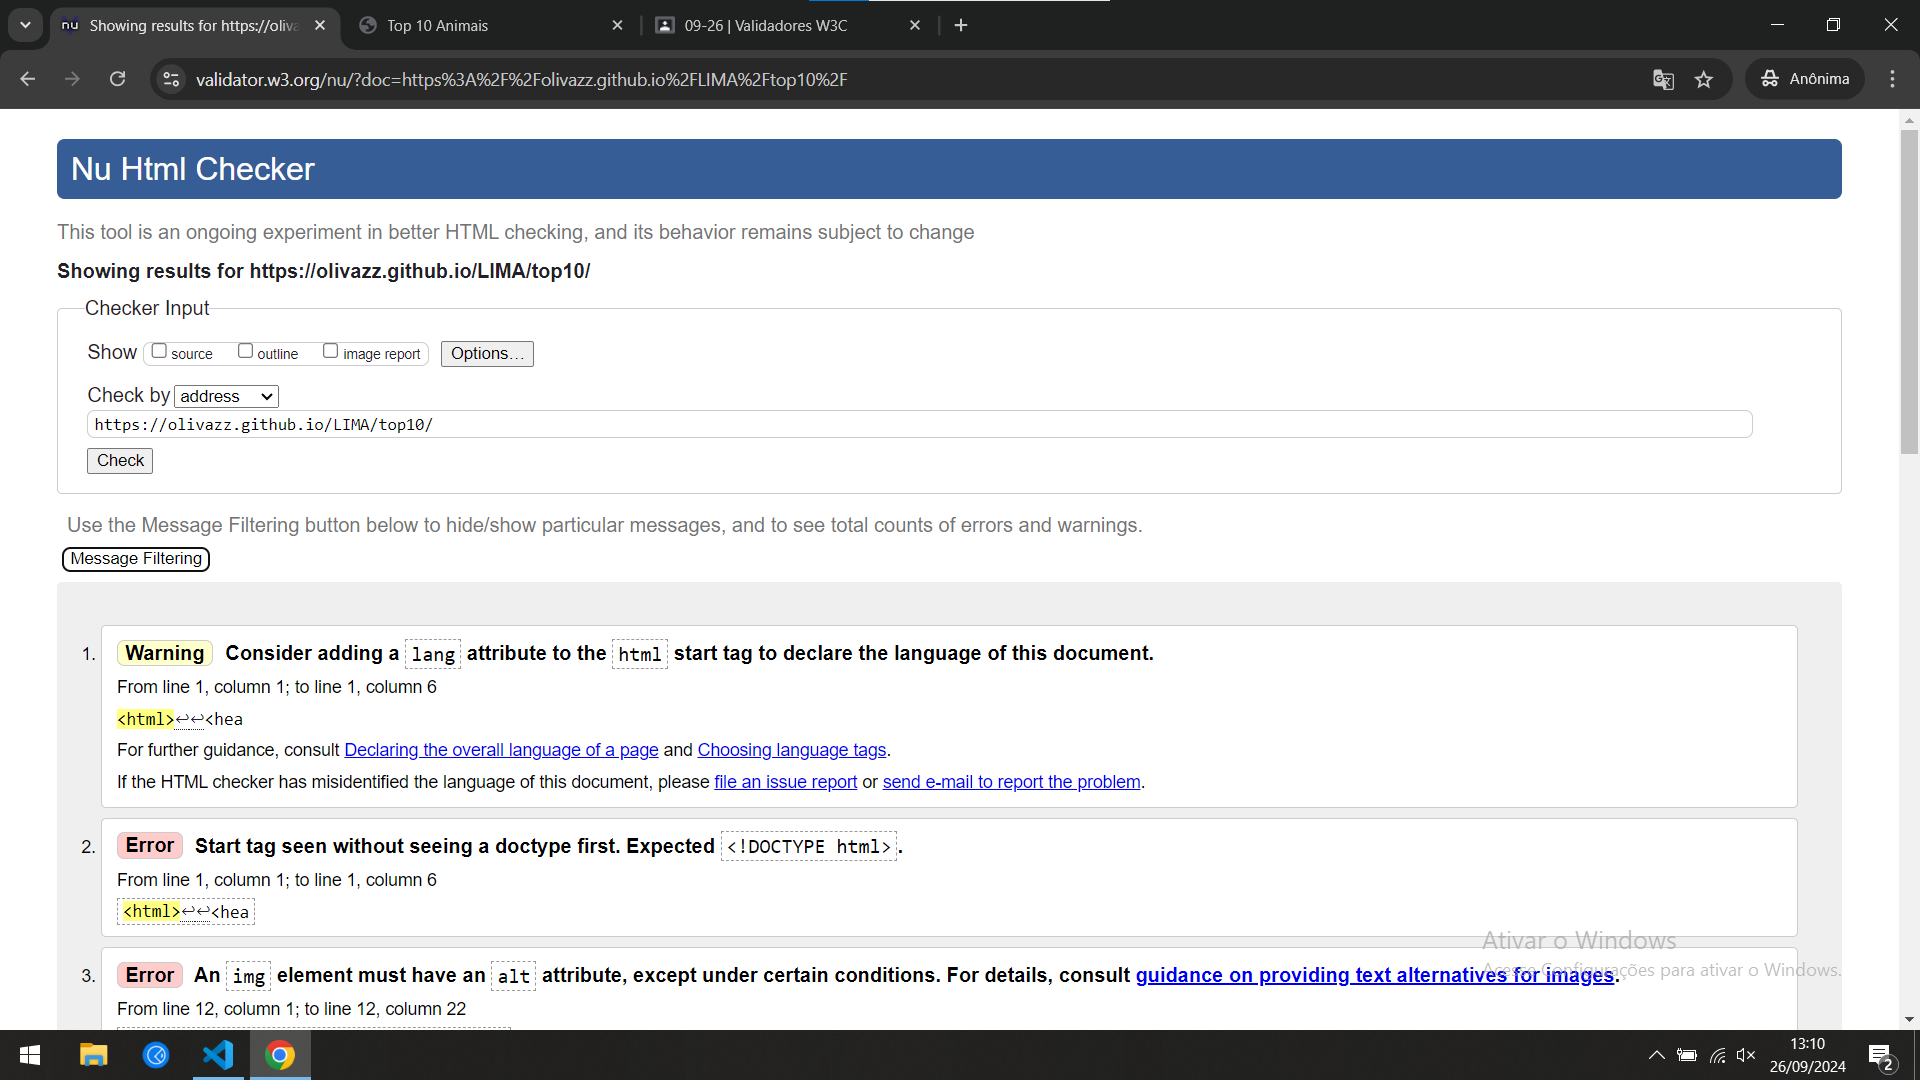 nu Showing results for https://oliva
Top 10 Animais
09-26 | Validadores W3C
validator.w3.org/nu/?doc=https%3A%2F%2Folivazz.github.io%2FLIMA%2Ftop10%2F
Anônima
Nu Html Checker
This tool is an ongoing experiment in better HTML checking, and its behavior remains subject to change
Showing results for https://olivazz.github.io/LIMA/top10/
Checker Input
Show source outline image report Options…
Check by address
https://olivazz.github.io/LIMA/top10/
Check
Use the Message Filtering button below to hide/show particular messages, and to see total counts of errors and warnings.
Message Filtering
1. Warning Consider adding a lang attribute to the html start tag to declare the language of this document.
From line 1, column 1; to line 1, column 6
<html>↩↩<hea
For further guidance, consult Declaring the overall language of a page and Choosing language tags.
If the HTML checker has misidentified the language of this document, please file an issue report or send e-mail to report the problem.
2. Error Start tag seen without seeing a doctype first. Expected <!DOCTYPE html>.
From line 1, column 1; to line 1, column 6
<html>↩↩<hea
Ativar o Windows
3. Error An img element must have an alt attribute, except under certain conditions. For details, consult guidance on providing text alternatives for images.
Acesse Configurações para ativar o Windows.
From line 12, column 1; to line 12, column 22
13:10
26/09/2024
2